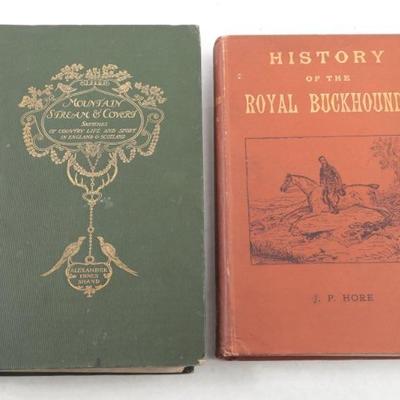 MOUNTAIN
STREAM & COVERT
SKETCHES
OF COUNTRY LIFE AND SPORT
IN ENGLAND & SCOTLAND
ALEXANDER
INNES
SHAND
HISTORY
OF THE
ROYAL BUCKHOUND
J. P. HORE